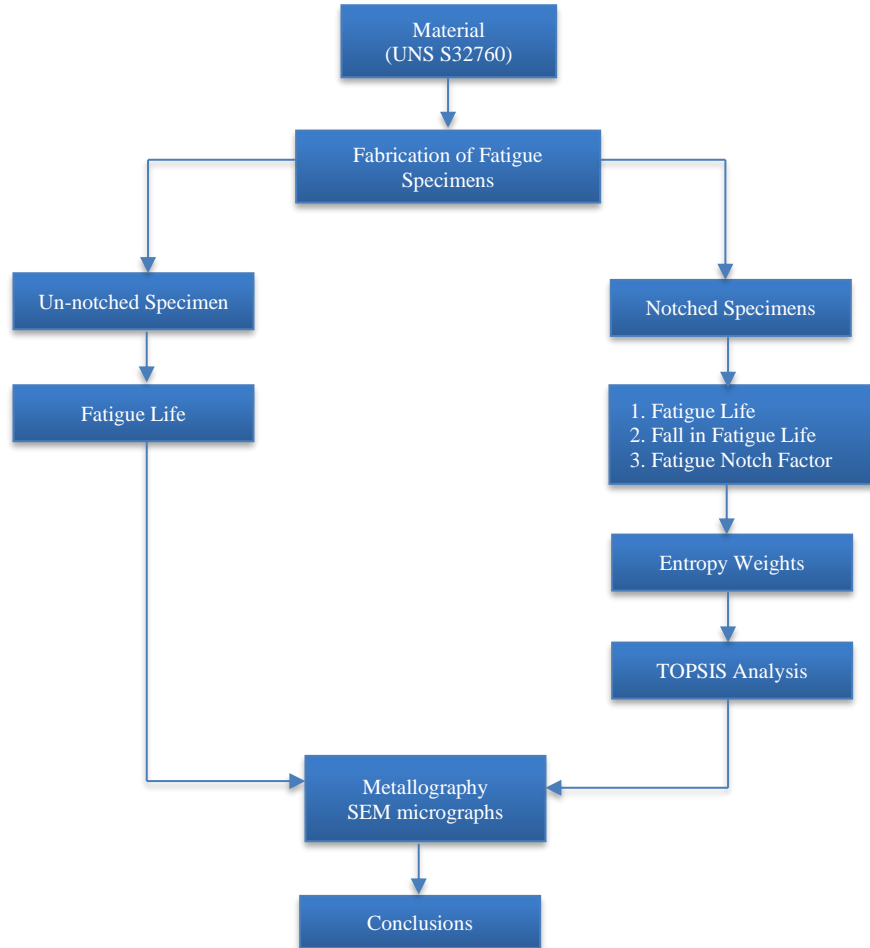 Material
(UNS S32760)
Fabrication of Fatigue
Specimens
Un-notched Specimen
Notched Specimens
Fatigue Life
1. Fatigue Life
2. Fall in Fatigue Life
3. Fatigue Notch Factor
Entropy Weights
TOPSIS Analysis
Metallography
SEM micrographs
Conclusions